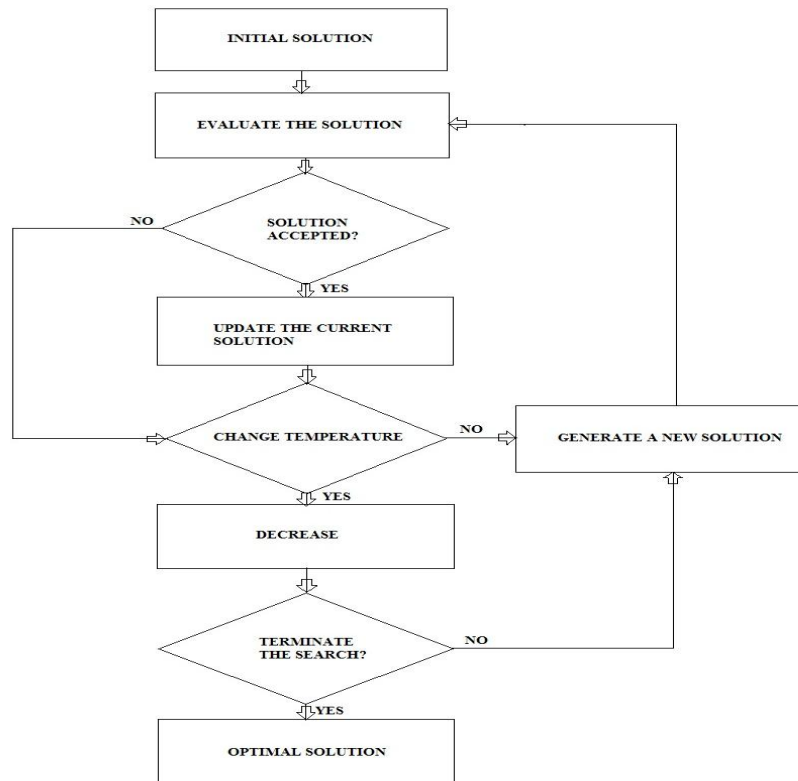 INITIAL SOLUTION
EVALUATE THE SOLUTION
NO
SOLUTION
ACCEPTED?
YES
UPDATE THE CURRENT
SOLUTION
CHANGE TEMPERATURE
NO
GENERATE A NEW SOLUTION
YES
DECREASE
TERMINATE
THE SEARCH?
NO
YES
OPTIMAL SOLUTION